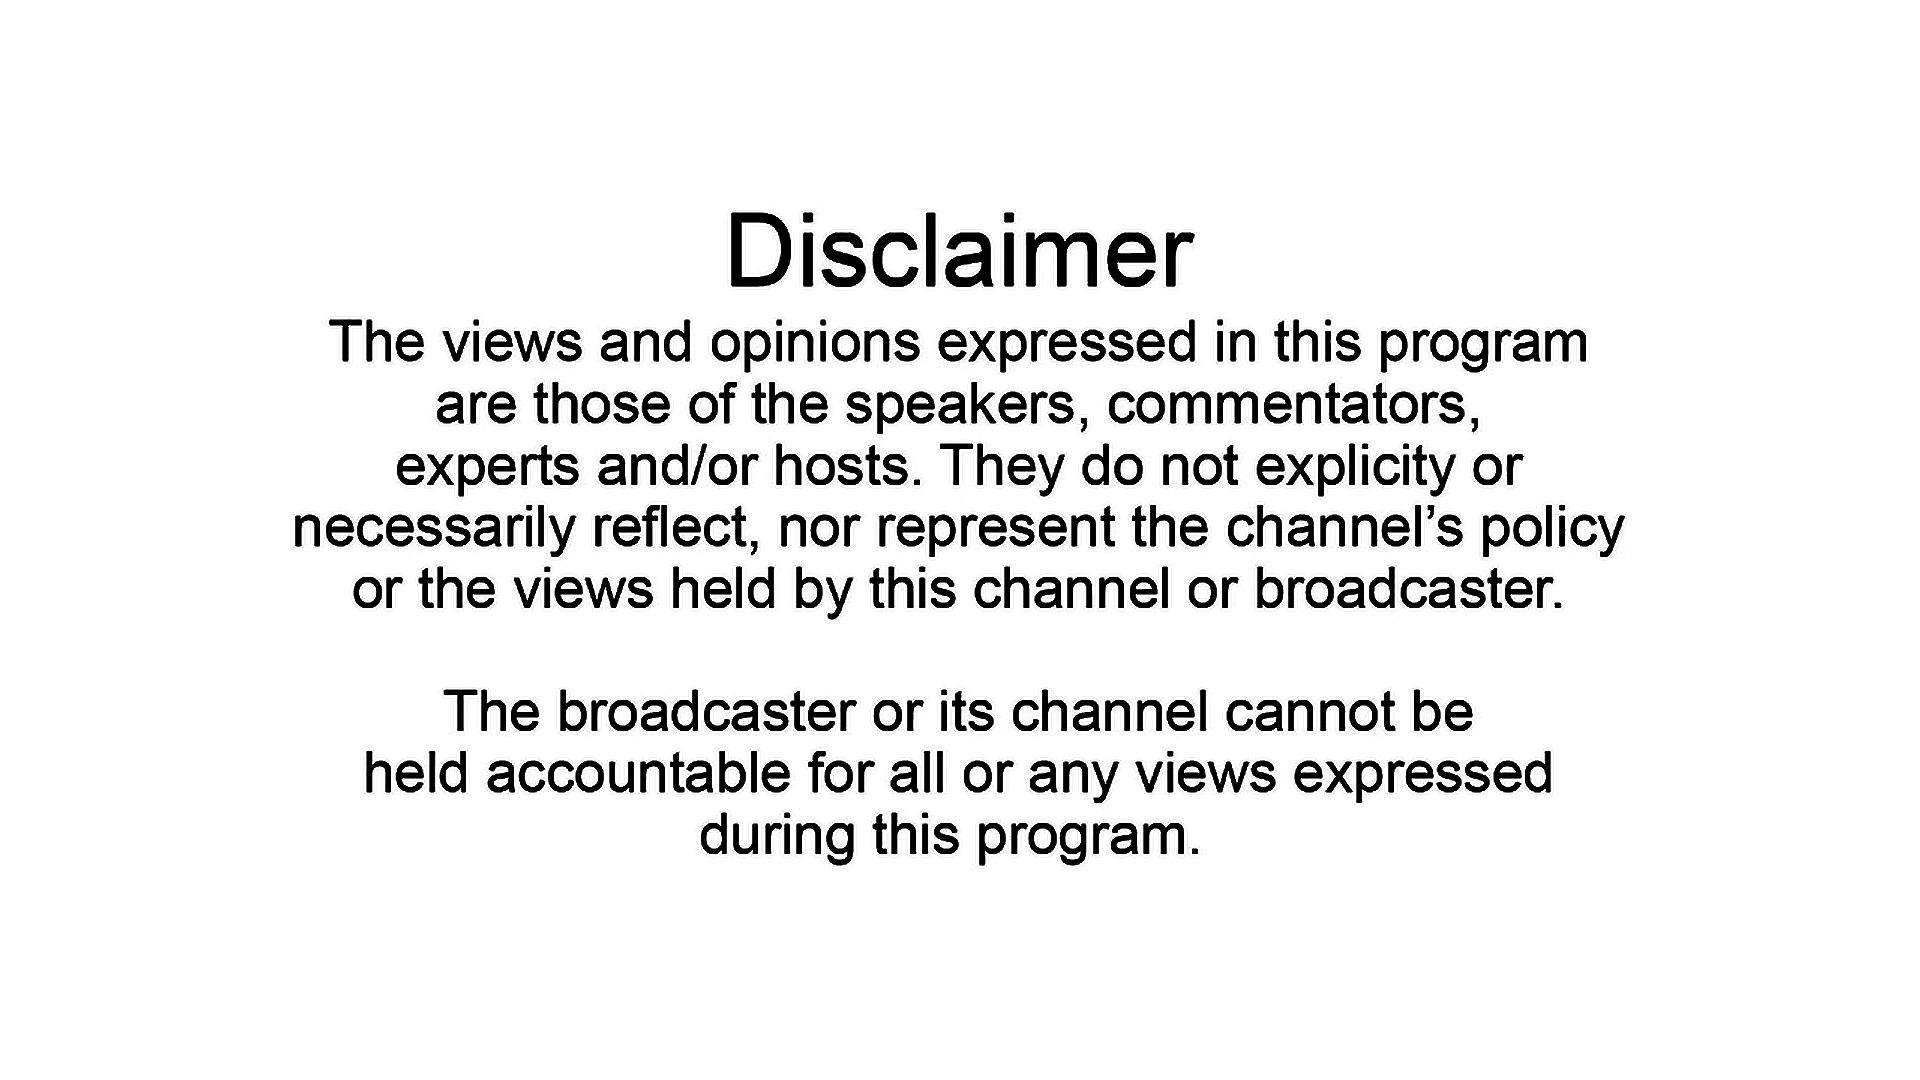 Disclaimer
The views and opinions expressed in this program
are those of the speakers, commentators,
experts and/or hosts. They do not explicity or
necessarily reflect, nor represent the channel’s policy
or the views held by this channel or broadcaster.
The broadcaster or its channel cannot be
held accountable for all or any views expressed
during this program.